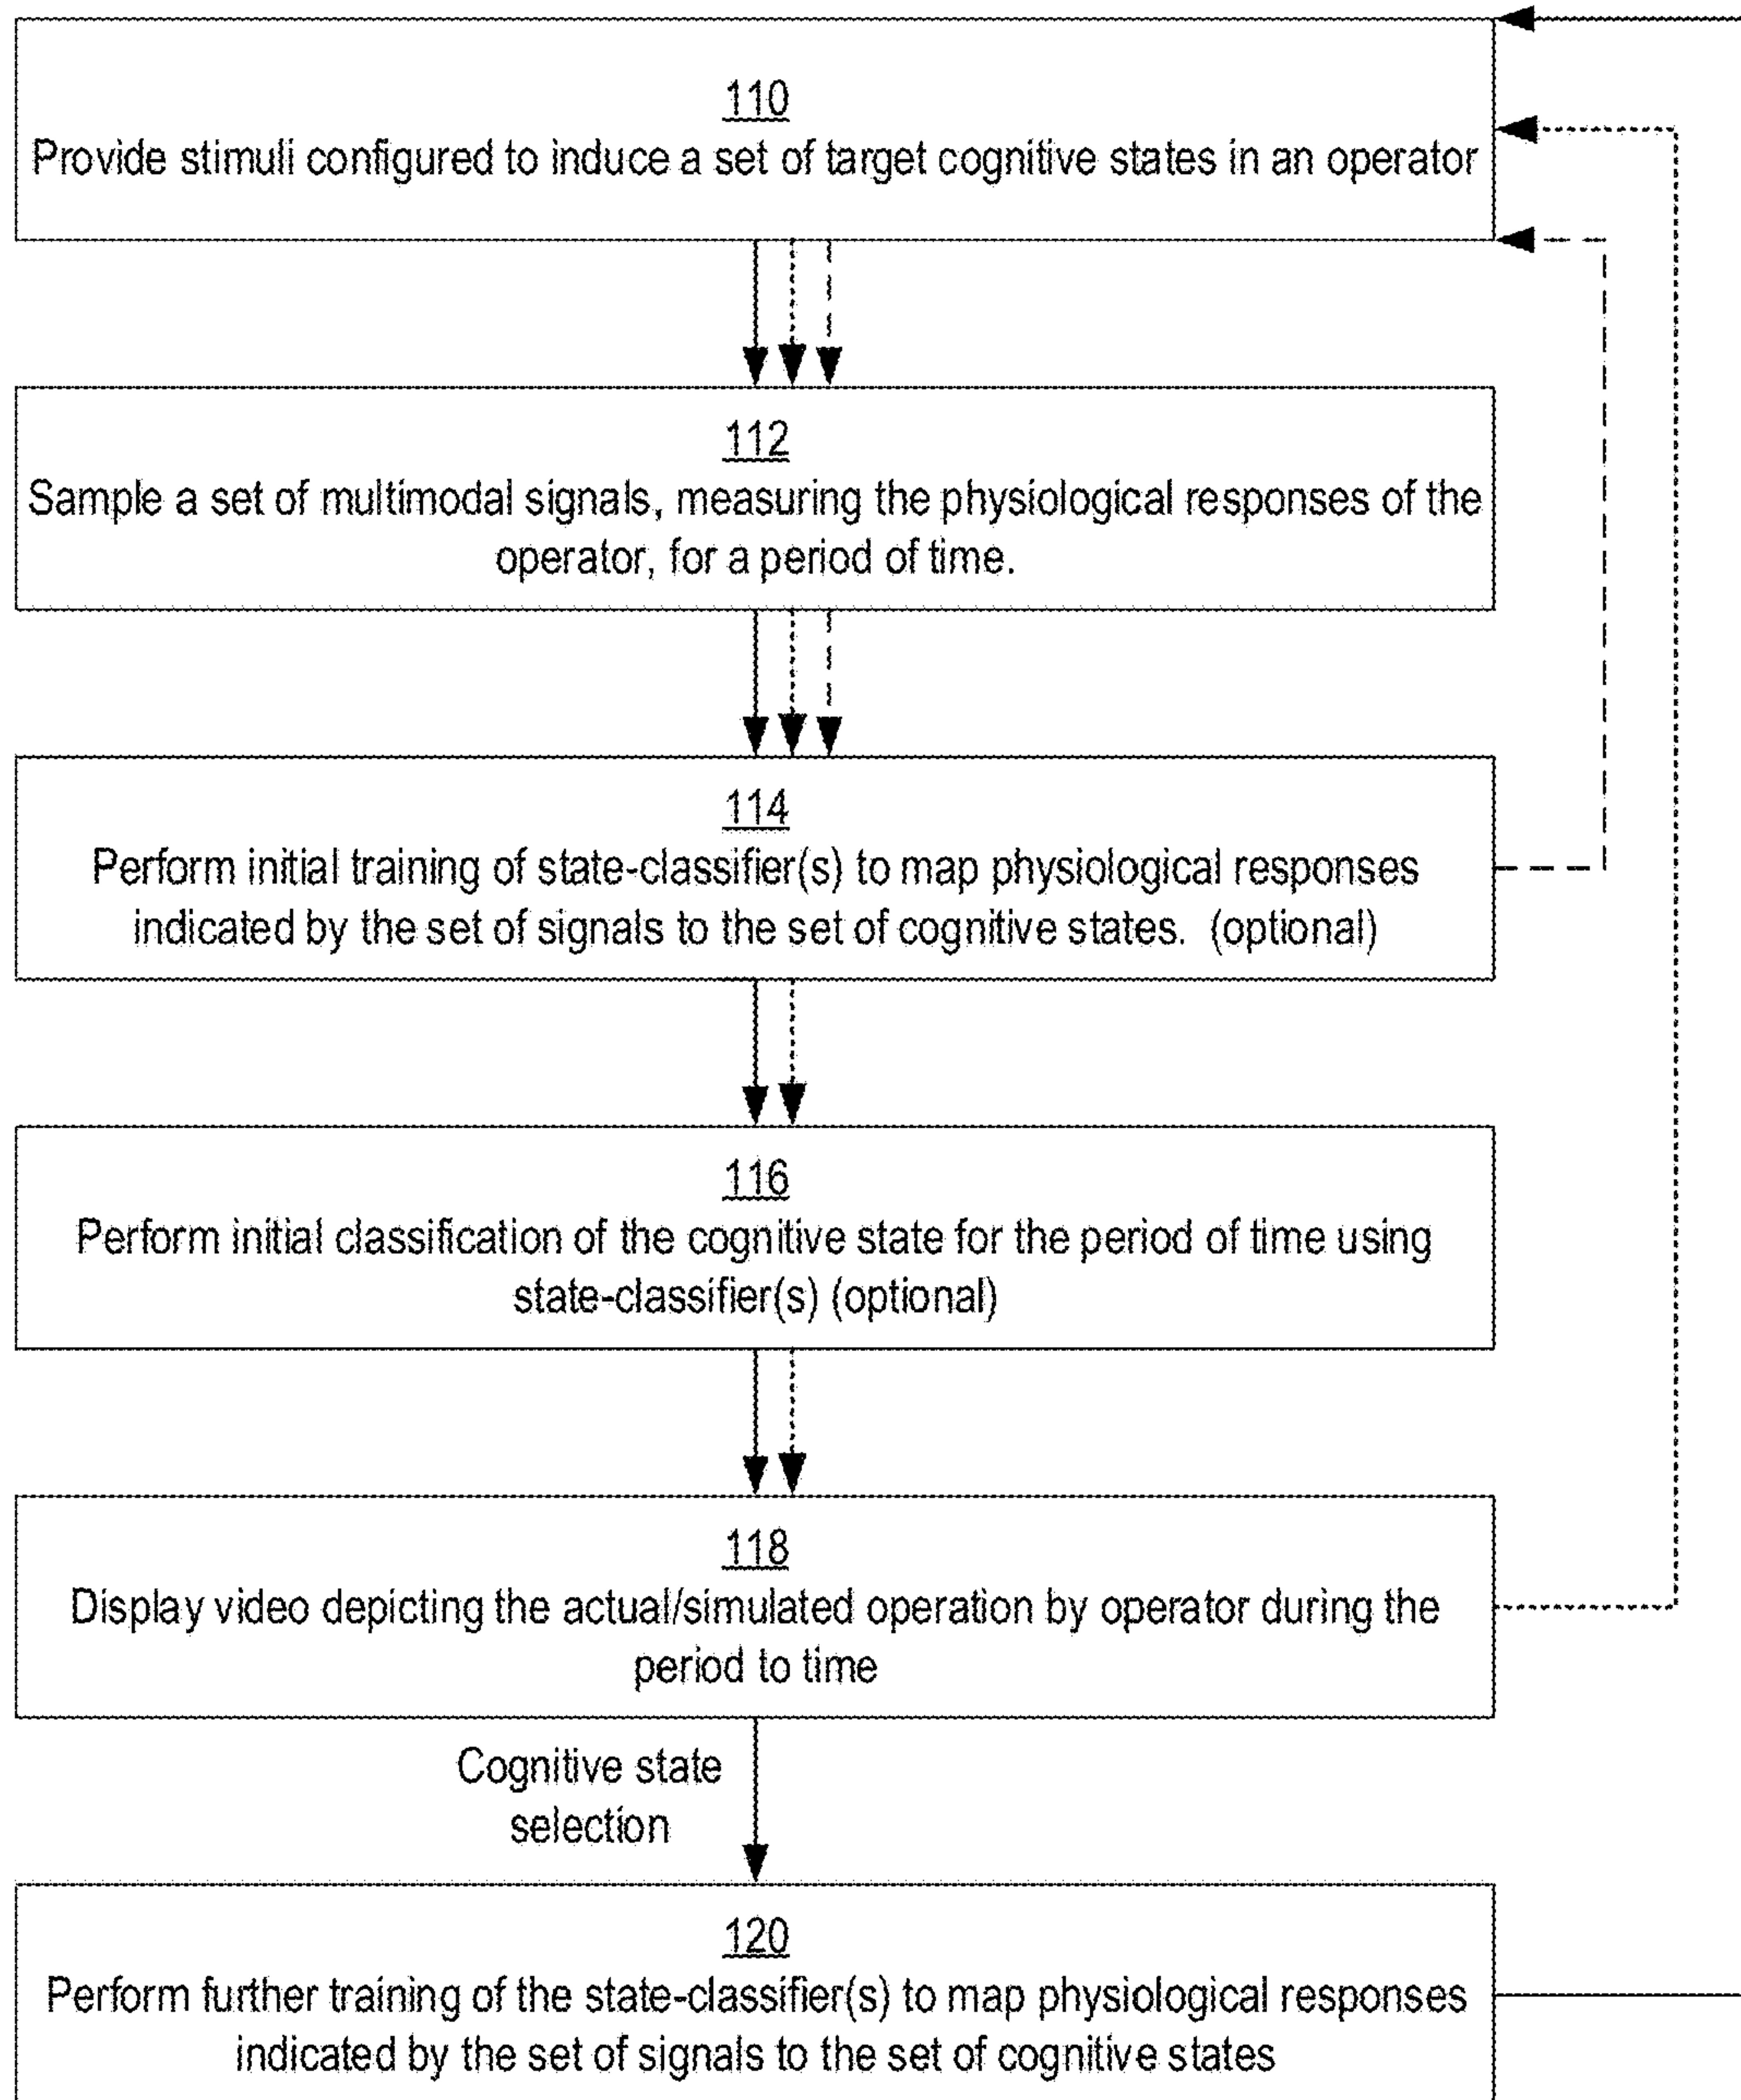 110
Provide stimuli configured to induce a set of target cognitive states in an operator
112
Sample a set of multimodal signals, measuring the physiological responses of the
operator, for a period of time.
114
Perform initial training of state-classifier(s) to map physiological responses
indicated by the set of signals to the set of cognitive states. (optional)
116
Perform initial classification of the cognitive state for the period of time using
state-classifier(s) (optional)
118
Display video depicting the actual/simulated operation by operator during the
period to time
Cognitive state
selection
120
Perform further training of the state-classifier(s) to map physiological responses
indicated by the set of signals to the set of cognitive states